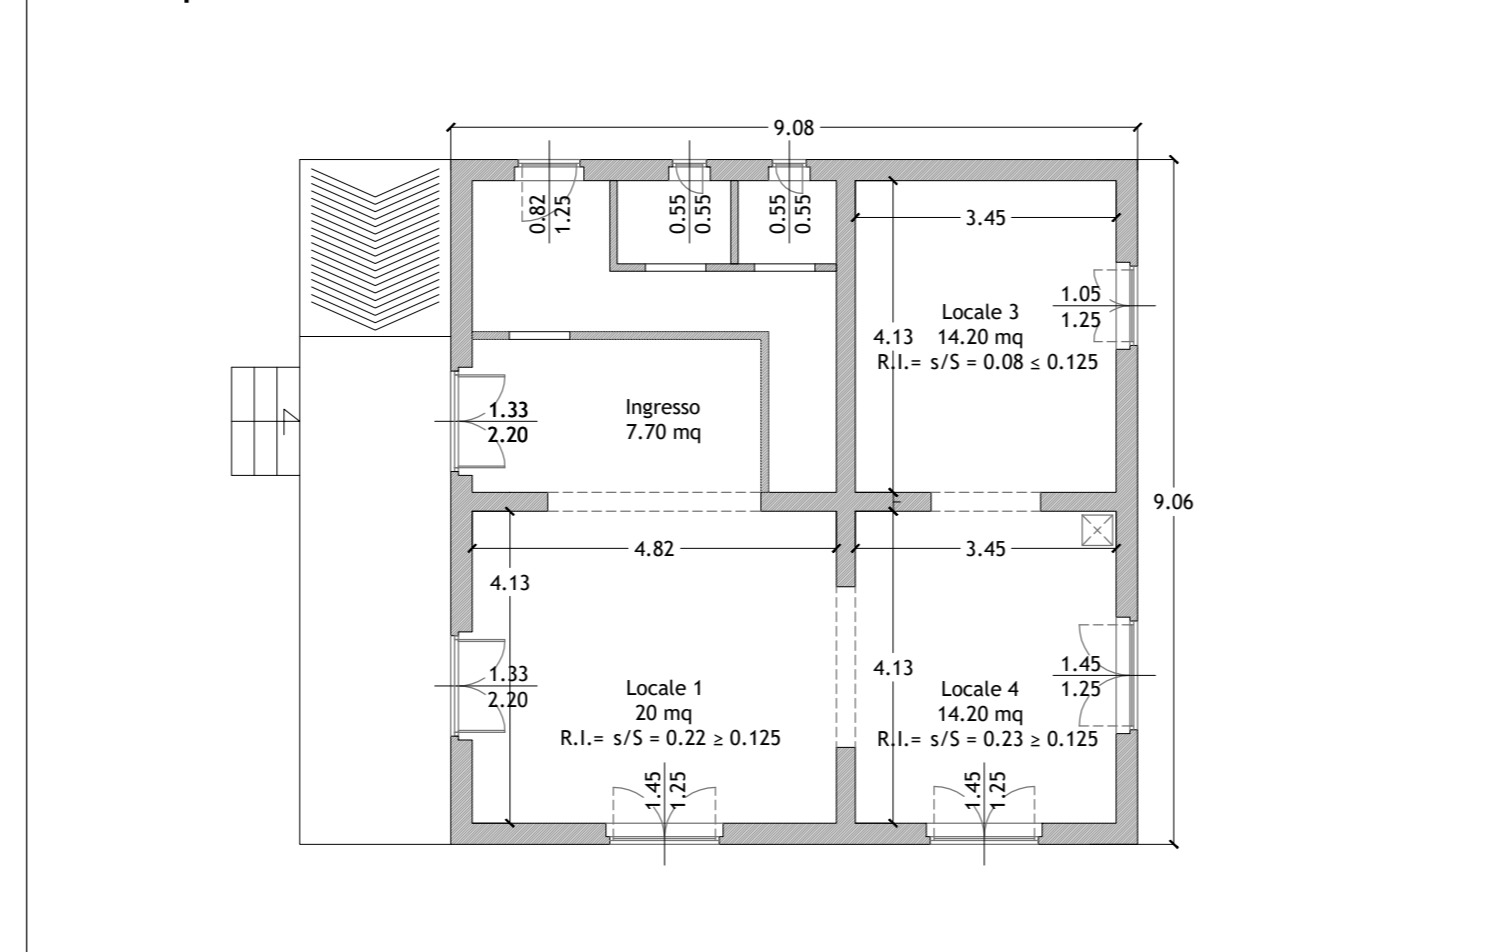 9.08
0.82
1.25
0.55
0.55
0.55
0.55
3.45
1.05
1.25
Locale 3
4.13
14.20 mq
R.I.= s/S = 0.08 ≤ 0.125
1.33
2.20
Ingresso
7.70 mq
9.06
4.82
3.45
4.13
4.13
1.33
2.20
Locale 1
20 mq
R.I.= s/S = 0.22 ≥ 0.125
1.45
1.25
Locale 4
14.20 mq
R.I.= s/S = 0.23 ≥ 0.125
1.45
1.25
1.45
1.25